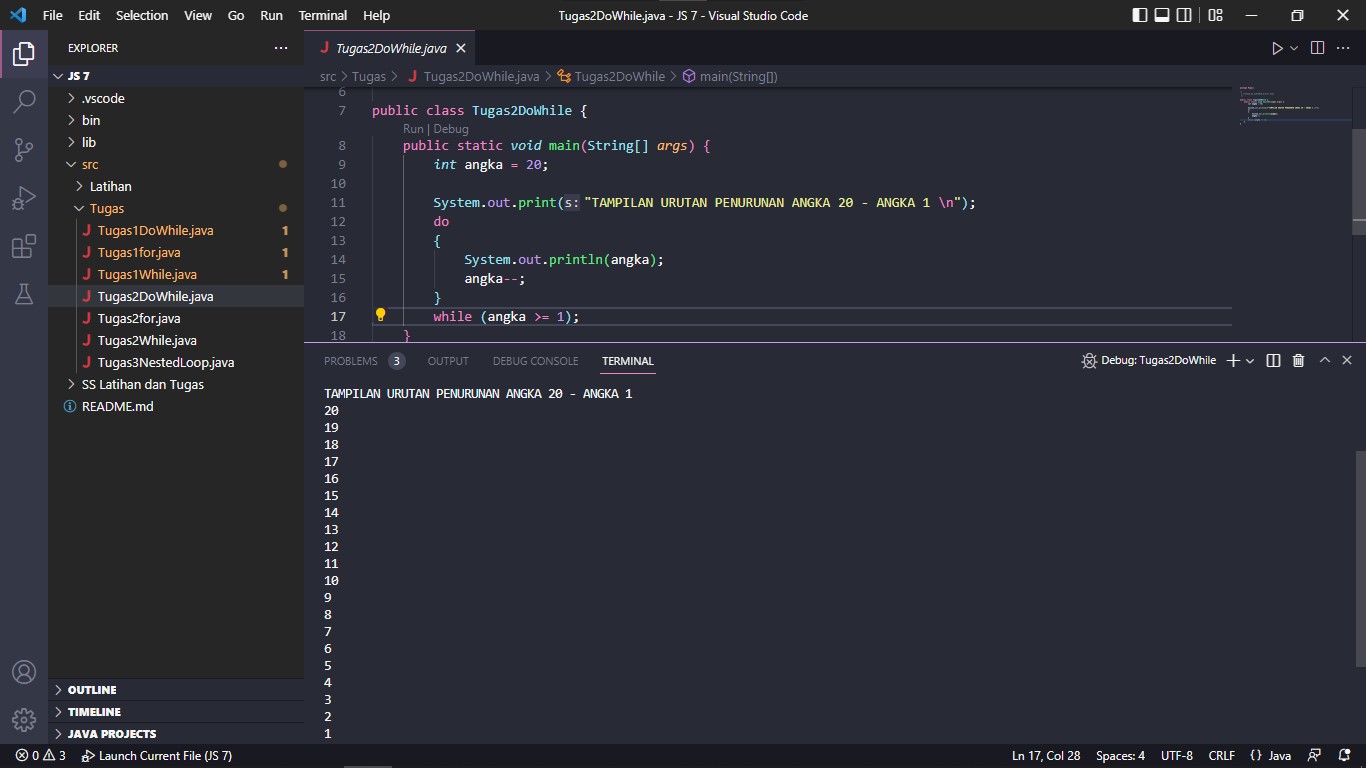 File Edit Selection View Go Run Terminal Help Tugas2DoWhile.java - JS 7 - Visual Studio Code
EXPLORER
JS 7
.vscode
bin
lib
src
Latihan
Tugas
Tugas1DoWhile.java 1
Tugas1for.java 1
Tugas1While.java 1
Tugas2DoWhile.java
Tugas2for.java
Tugas2While.java
Tugas3NestedLoop.java
SS Latihan dan Tugas
README.md
OUTLINE
TIMELINE
JAVA PROJECTS
Tugas2DoWhile.java
src > Tugas > Tugas2DoWhile.java > Tugas2DoWhile > main(String[])
6
7 public class Tugas2DoWhile {
Run | Debug
8 public static void main(String[] args) {
9 int angka = 20;
10
11 System.out.print(s: "TAMPILAN URUTAN PENURUNAN ANGKA 20 - ANGKA 1 \n");
12 do
13 {
14 System.out.println(angka);
15 angka--;
16 }
17 while (angka >= 1);
18 }
PROBLEMS 3 OUTPUT DEBUG CONSOLE TERMINAL Debug: Tugas2DoWhile
TAMPILAN URUTAN PENURUNAN ANGKA 20 - ANGKA 1
20
19
18
17
16
15
14
13
12
11
10
9
8
7
6
5
4
3
2
1
0 3 Launch Current File (JS 7) Ln 17, Col 28 Spaces: 4 UTF-8 CRLF {} Java